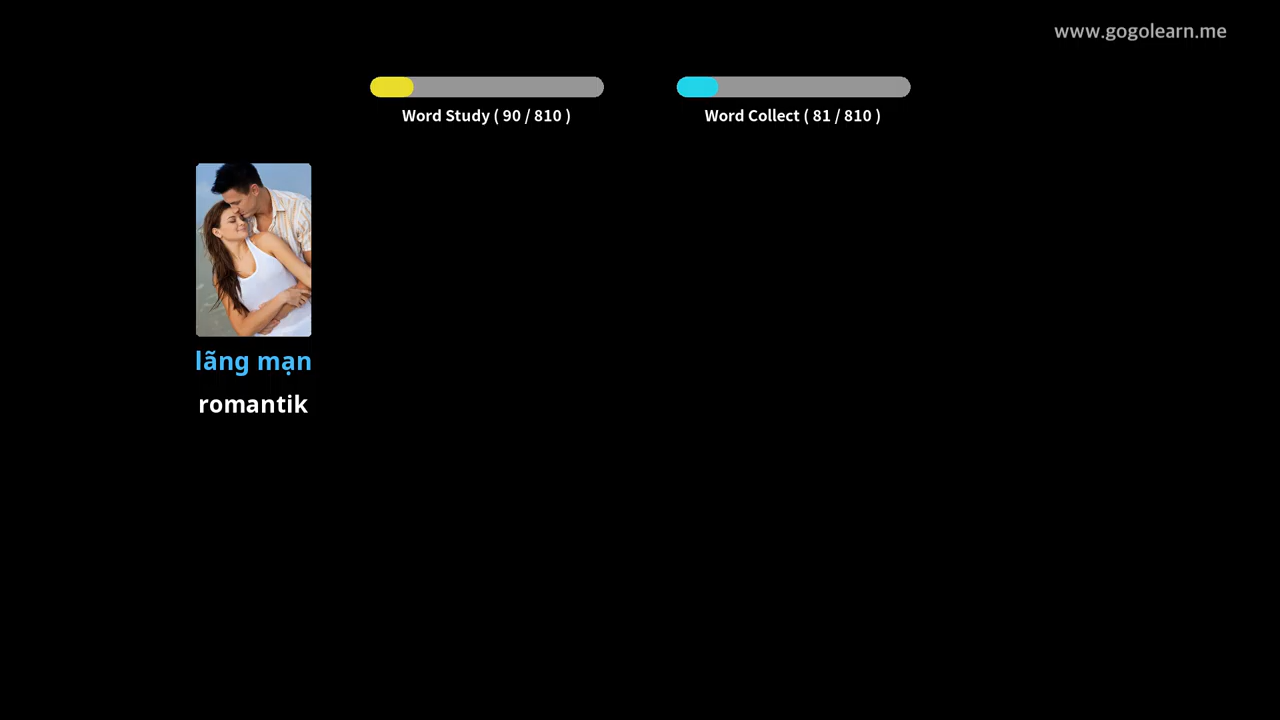 www.gogolearn.me
Word Study ( 90 / 810 )
Word Collect ( 81 / 810 )
lãng mạn
romantik